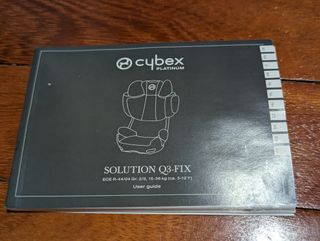 cybex
PLATINUM
SOLUTION Q3-FIX
ECE R-44/04 Gr. 2/3, 15-36 kg (ca. 3-12 Y)
User guide